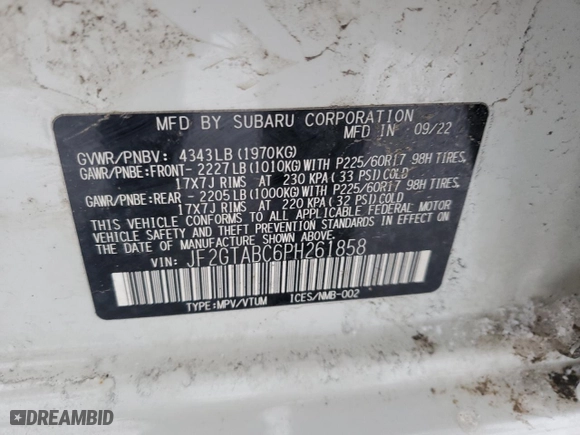 MFD BY SUBARU CORPORATION
MFD IN 09/22
GVWR/PNBV: 4343LB(1970KG)
GAWR/PNBE:FRONT- 2227LB(1010KG)WITH P225/60R17 98H TIRES,
17X7J RIMS AT 230 KPA(33 PSI)COLD
GAWR/PNBE:REAR - 2205LB(1000KG)WITH P225/60R17 98H TIRES,
17X7J RIMS AT 220 KPA(32 PSI)COLD
THIS VEHICLE CONFORMS TO ALL APPLICABLE FEDERAL MOTOR
VEHICLE SAFETY, BUMPER, AND THEFT PREVENTION STANDARDS
IN EFFECT ON THE DATE OF MANUFACTURE SHOWN ABOVE.
VIN: JF2GTABC6PH261858
TYPE:MPV/VTUM ICES/NMB-002
DREAMBID